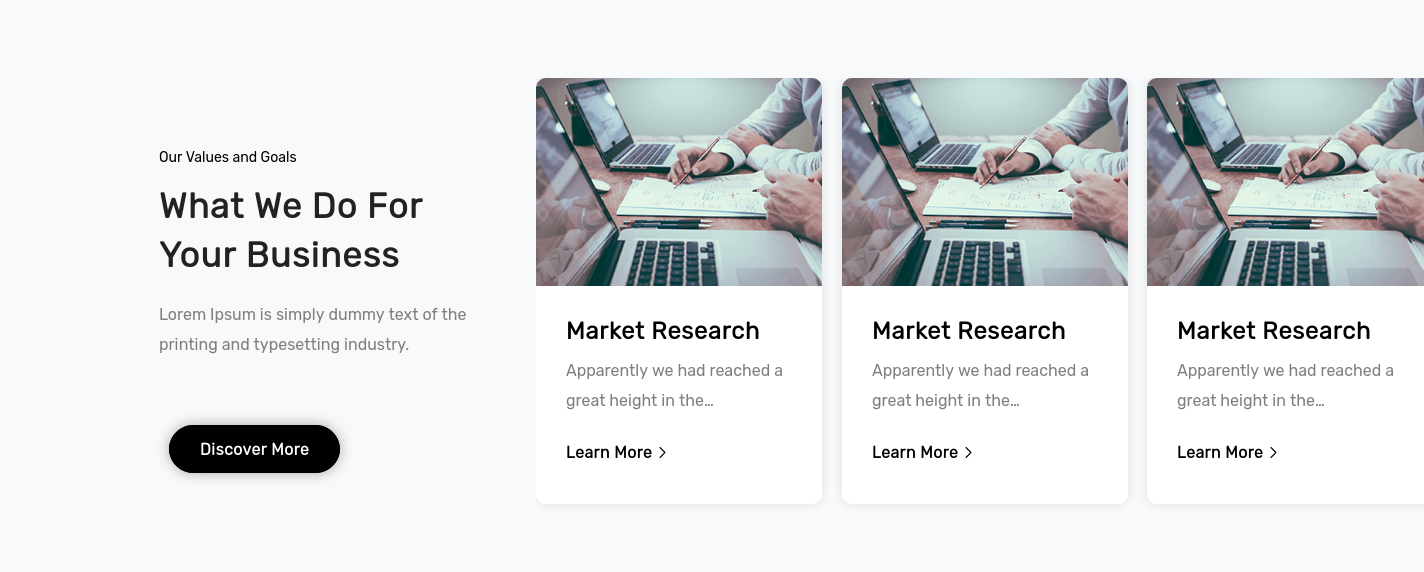 Our Values and Goals
What We Do For
Your Business
Lorem Ipsum is simply dummy text of the
printing and typesetting industry.
Discover More
Market Research
Apparently we had reached a
great height in the…
Learn More
Market Research
Apparently we had reached a
great height in the…
Learn More
Market Research
Apparently we had reached a
great height in the…
Learn More